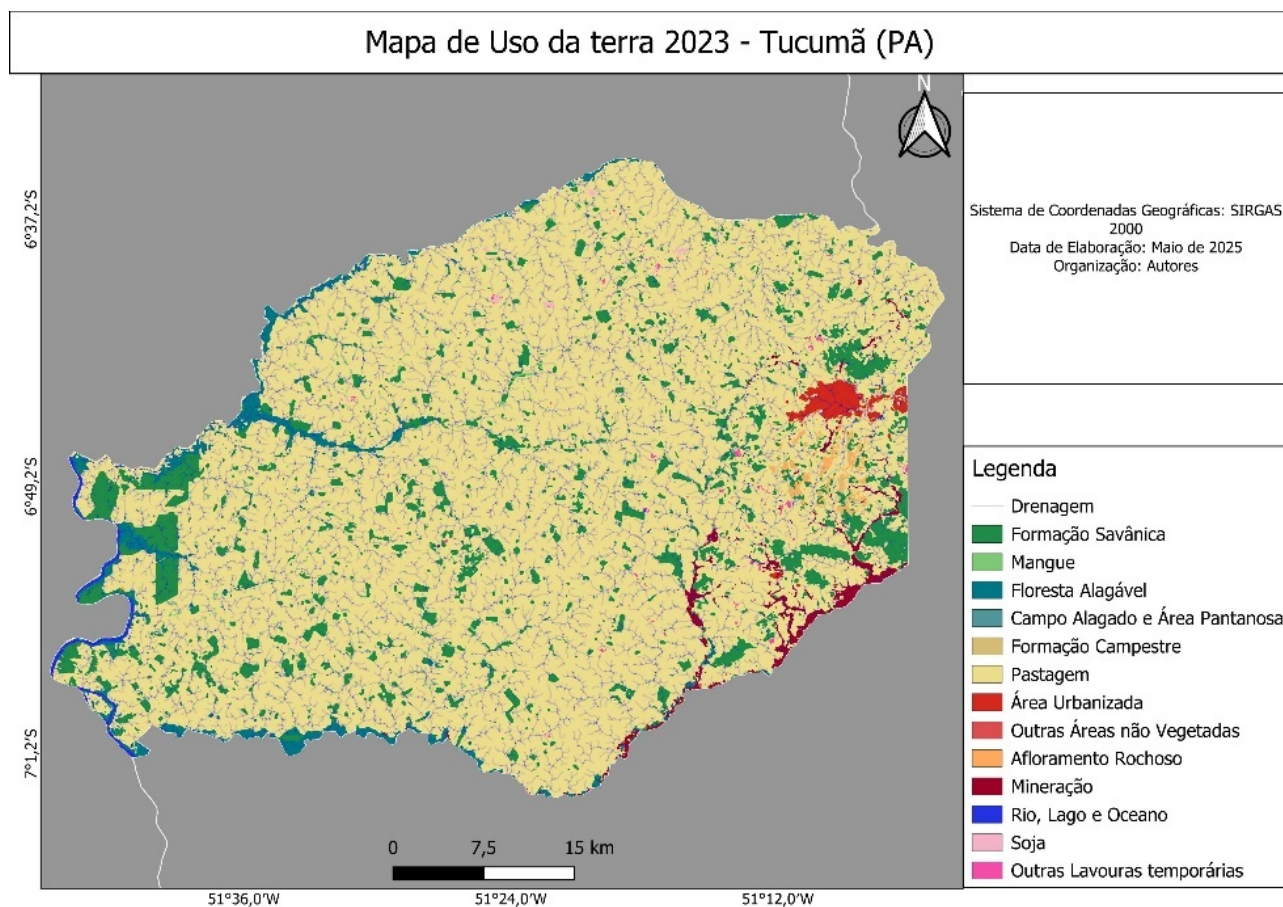 Mapa de Uso da terra 2023 - Tucumã (PA)
N
6°37,2'S
6°49,2'S
7°1,2'S
Sistema de Coordenadas Geográficas: SIRGAS
2000
Data de Elaboração: Maio de 2025
Organização: Autores
Legenda
Drenagem
Formação Savânica
Mangue
Floresta Alagável
Campo Alagado e Área Pantanosa
Formação Campestre
Pastagem
Área Urbanizada
Outras Áreas não Vegetadas
Afloramento Rochoso
Mineração
Rio, Lago e Oceano
Soja
Outras Lavouras temporárias
0 7,5 15 km
51°36,0'W 51°24,0'W 51°12,0'W